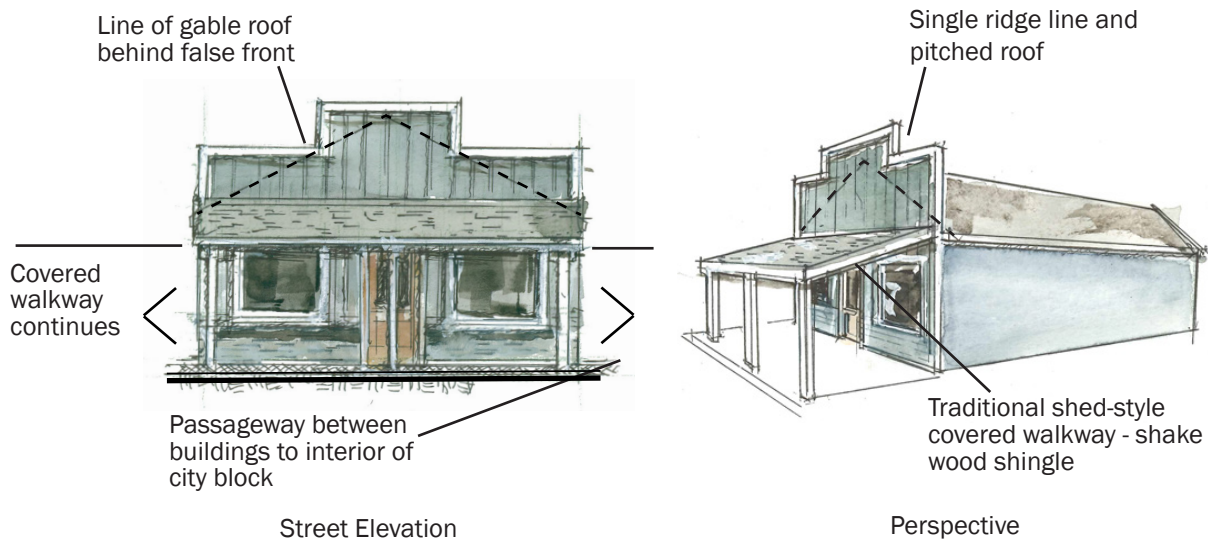 Line of gable roof
behind false front
Single ridge line and
pitched roof
Covered
walkway
continues
Passageway between
buildings to interior of
city block
Traditional shed-style
covered walkway - shake
wood shingle
Street Elevation
Perspective